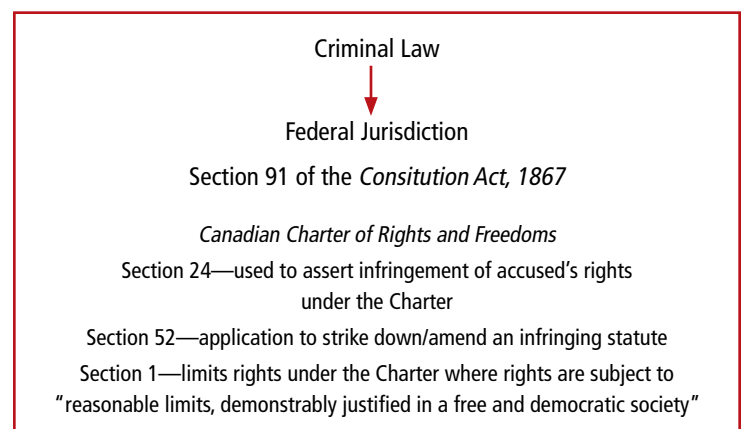 Criminal Law
Federal Jurisdiction
Section 91 of the Consitution Act, 1867
Canadian Charter of Rights and Freedoms
Section 24—used to assert infringement of accused's rights
under the Charter
Section 52—application to strike down/amend an infringing statute
Section 1—limits rights under the Charter where rights are subject to
"reasonable limits, demonstrably justified in a free and democratic society"